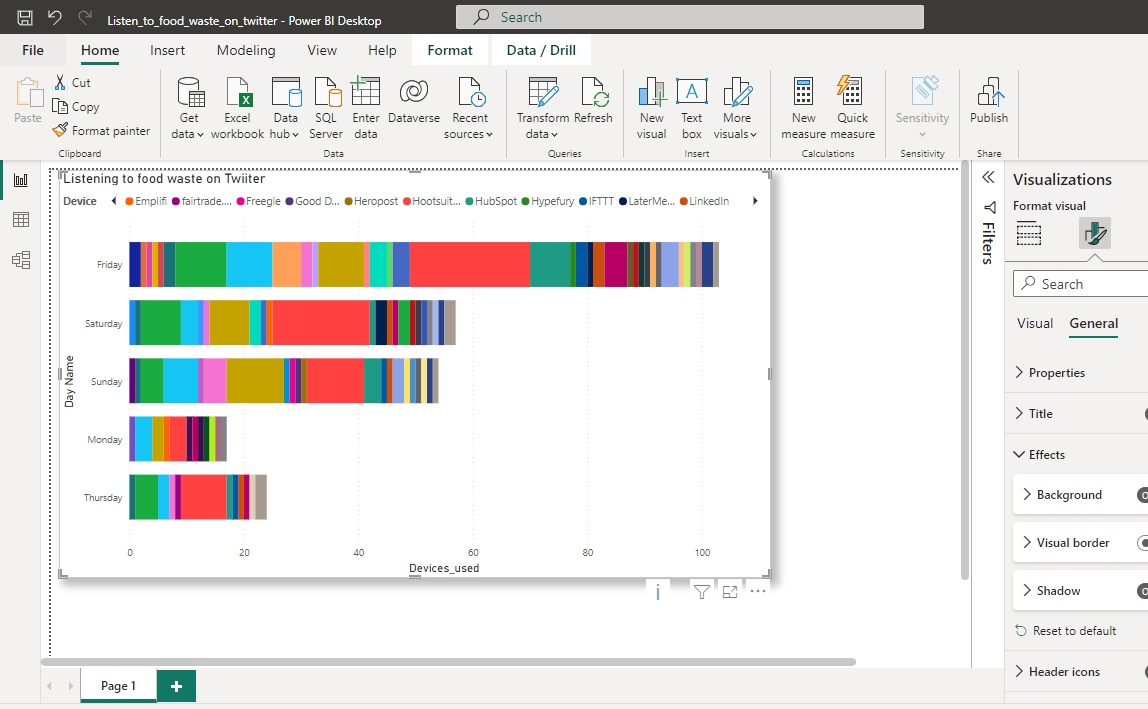 Listen_to_food_waste_on_twitter - Power BI Desktop
Search
File Home Insert Modeling View Help Format Data / Drill
Paste
Cut
Copy
Format painter
Clipboard
Get data
Excel workbook
Data hub
SQL Server
Enter data
Dataverse
Recent sources
Data
Transform data
Refresh
Queries
New visual
Text box
More visuals
Insert
New measure
Quick measure
Calculations
Sensitivity
Sensitivity
Publish
Share
Listening to food waste on Twiiter
Device Emplifi fairtrade.... Freegle Good D... Heropost Hootsuit... HubSpot Hypefury IFTTT LaterMe... LinkedIn
Day Name
Friday
Saturday
Sunday
Monday
Thursday
0 20 40 60 80 100
Devices_used
Filters
Visualizations
Format visual
Search
Visual General
Properties
Title
Effects
Background
Visual border
Shadow
Reset to default
Header icons
Page 1